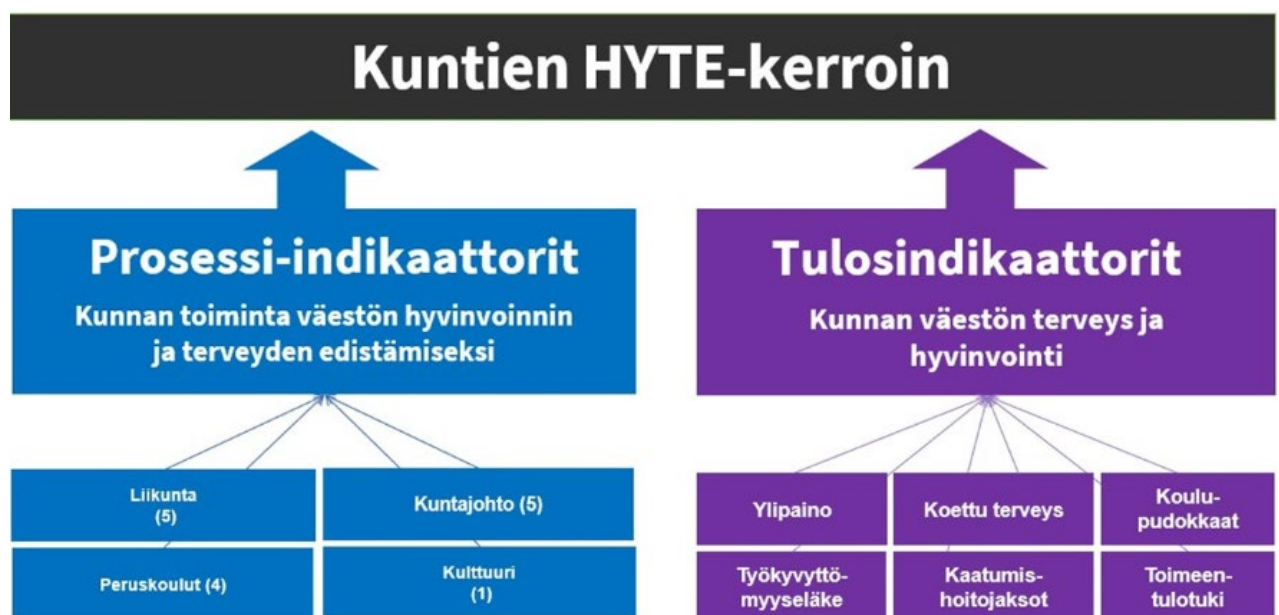 Kuntien HYTE-kerroin
Prosessi-indikaattorit
Kunnan toiminta väestön hyvinvoinnin
ja terveyden edistämiseksi
Liikunta
(5)
Kuntajohto (5)
Peruskoulut (4)
Kulttuuri
(1)
Tulosindikaattorit
Kunnan väestön terveys ja
hyvinvointi
Ylipaino
Koettu terveys
Koulu-
pudokkaat
Työkyvyttö-
myyseläke
Kaatumis-
hoitojaksot
Toimeen-
tulotuki